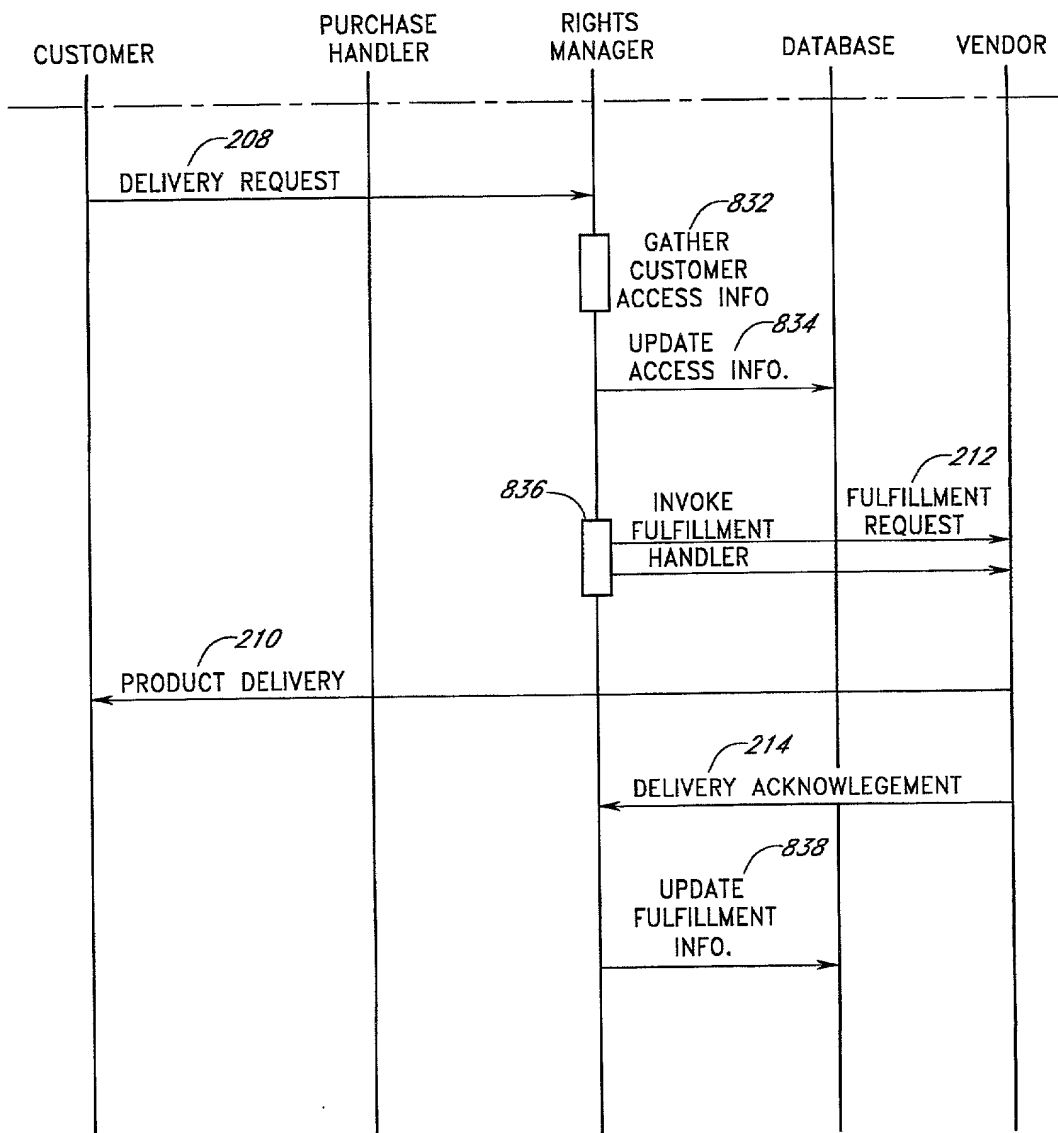 CUSTOMER
PURCHASE
HANDLER
RIGHTS
MANAGER
DATABASE
VENDOR
208
DELIVERY REQUEST
832
GATHER
CUSTOMER
ACCESS INFO
834
UPDATE
ACCESS INFO.
836
INVOKE
FULFILLMENT
HANDLER
212
FULFILLMENT
REQUEST
210
PRODUCT DELIVERY
214
DELIVERY ACKNOWLEGEMENT
838
UPDATE
FULFILLMENT
INFO.